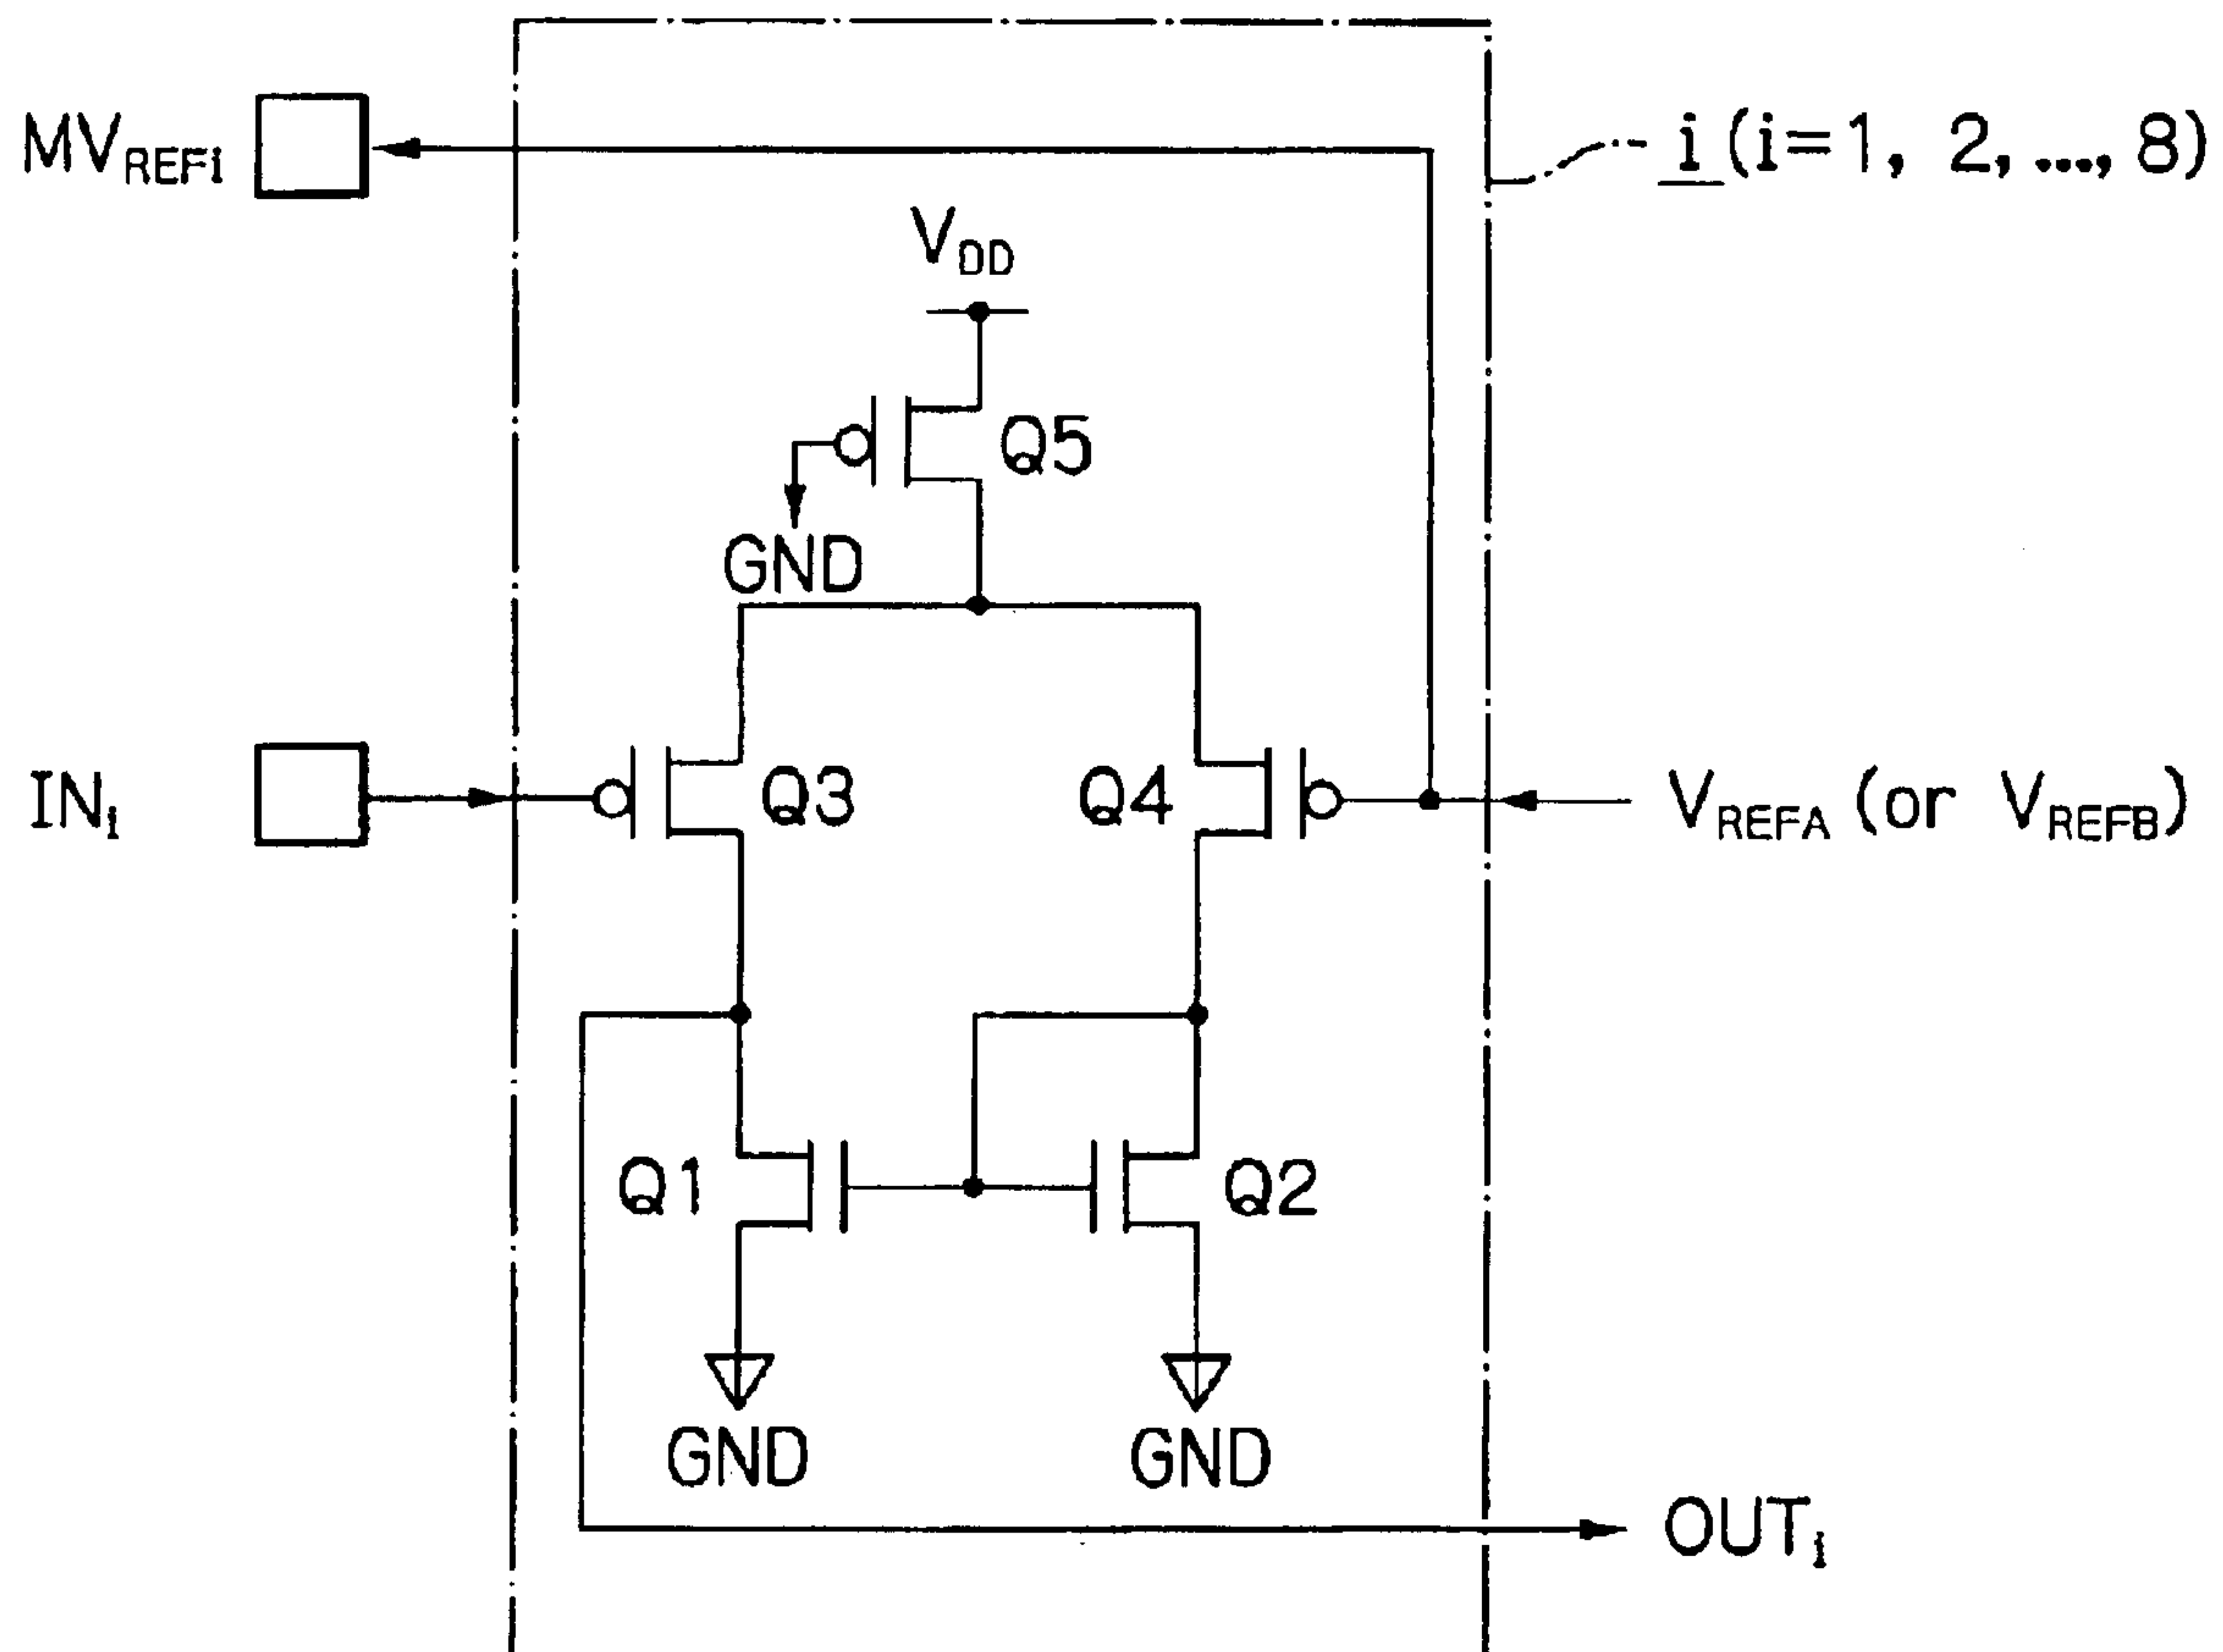 MVREFi
i (i=1, 2,..., 8)
VDD
Q5
GND
INi
Q3
Q4
VREFA (or VREFB)
Q1
Q2
GND
GND
OUTi